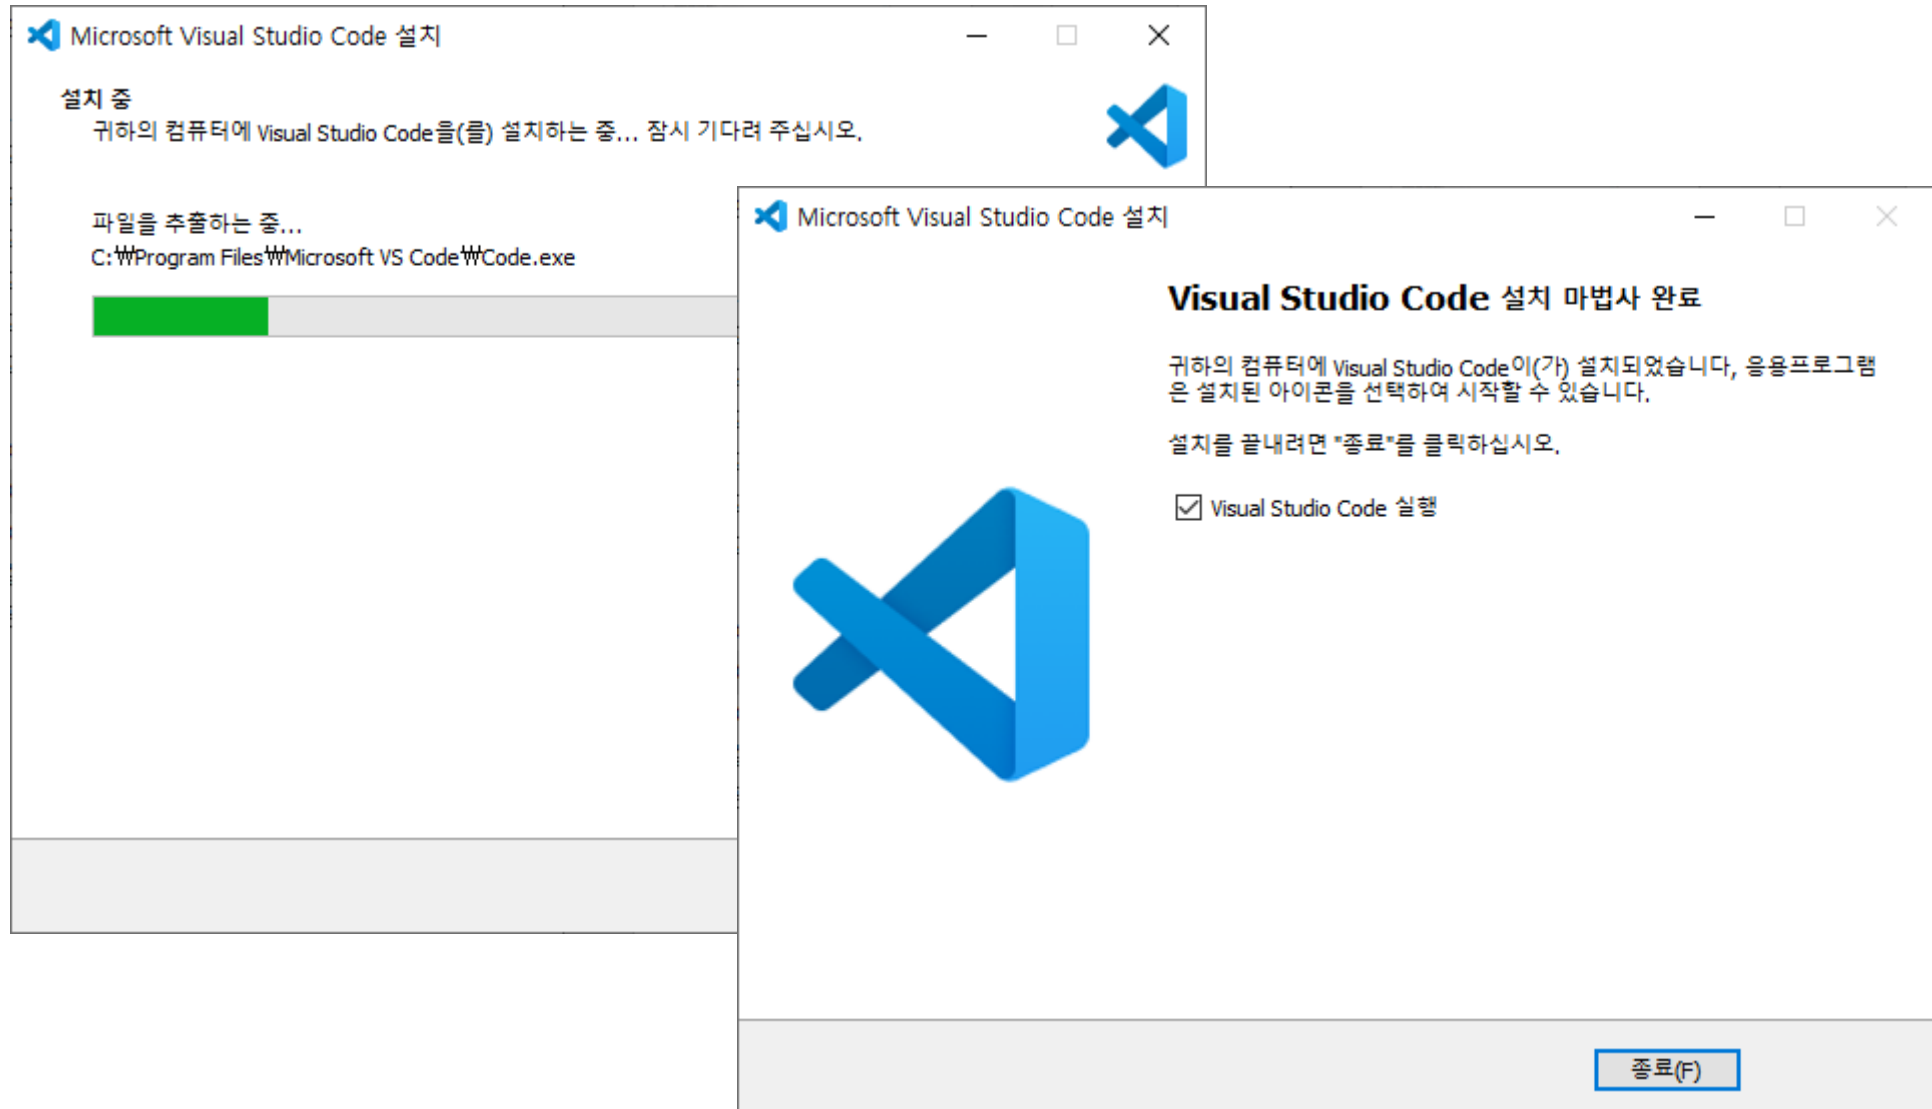 Microsoft Visual Studio Code 설치
설치 중
귀하의 컴퓨터에 Visual Studio Code을(를) 설치하는 중... 잠시 기다려 주십시오.
파일을 추출하는 중...
C:₩Program Files₩Microsoft VS Code₩Code.exe
Microsoft Visual Studio Code 설치
Visual Studio Code 설치 마법사 완료
귀하의 컴퓨터에 Visual Studio Code이(가) 설치되었습니다, 응용프로그램
은 설치된 아이콘을 선택하여 시작할 수 있습니다.
설치를 끝내려면 "종료"를 클릭하십시오.
Visual Studio Code 실행
종료(F)